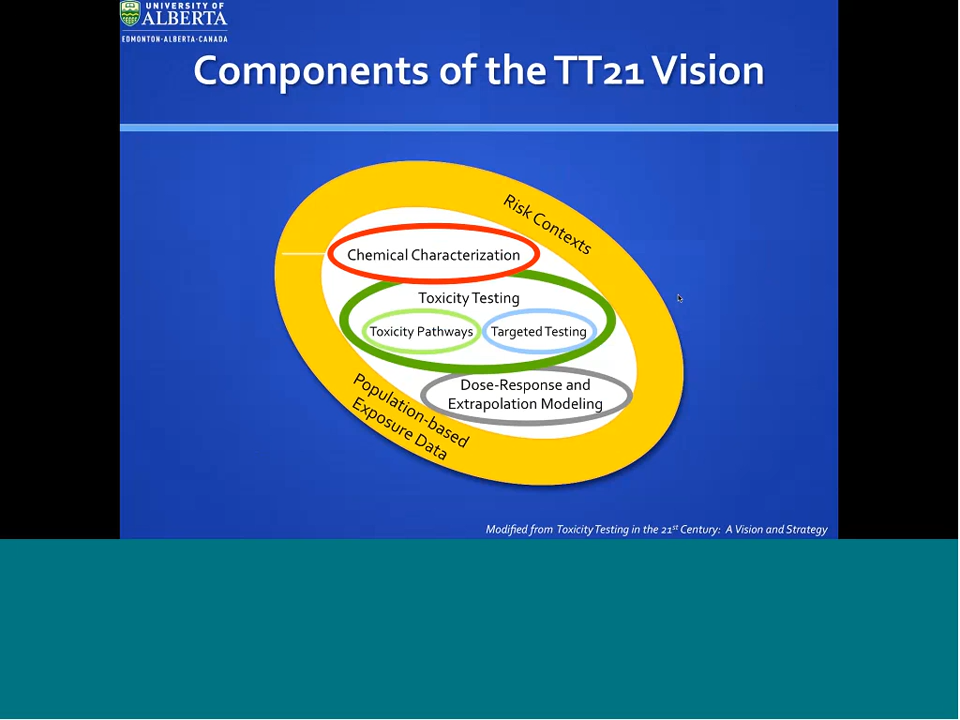 UNIVERSITY OF
ALBERTA
EDMONTON·ALBERTA·CANADA
Components of the TT21 Vision
Risk Contexts
Chemical Characterization
Toxicity Testing
Toxicity Pathways
Targeted Testing
Dose-Response and
Extrapolation Modeling
Population-based
Exposure Data
Modified from Toxicity Testing in the 21st Century: A Vision and Strategy